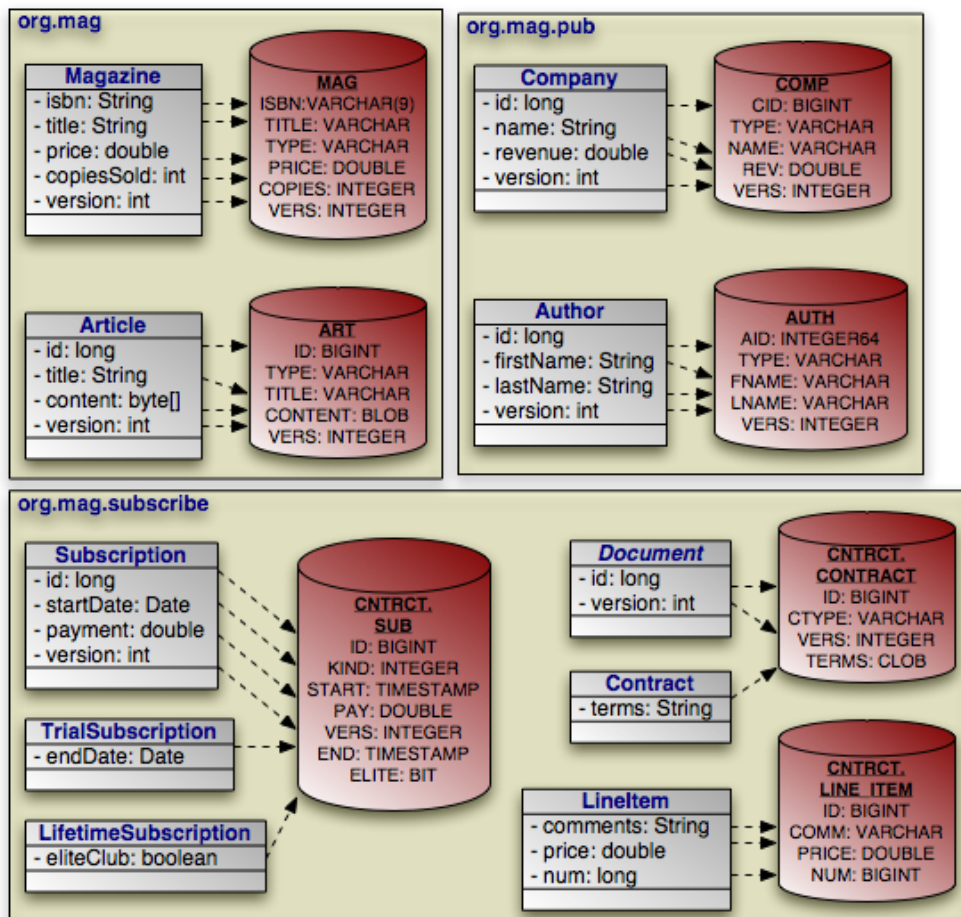 org.mag
Magazine
- isbn: String
- title: String
- price: double
- copiesSold: int
- version: int
MAG
ISBN:VARCHAR(9)
TITLE: VARCHAR
TYPE: VARCHAR
PRICE: DOUBLE
COPIES: INTEGER
VERS: INTEGER
Article
- id: long
- title: String
- content: byte[]
- version: int
ART
ID: BIGINT
TYPE: VARCHAR
TITLE: VARCHAR
CONTENT: BLOB
VERS: INTEGER
org.mag.pub
Company
- id: long
- name: String
- revenue: double
- version: int
COMP
CID: BIGINT
TYPE: VARCHAR
NAME: VARCHAR
REV: DOUBLE
VERS: INTEGER
Author
- id: long
- firstName: String
- lastName: String
- version: int
AUTH
AID: INTEGER64
TYPE: VARCHAR
FNAME: VARCHAR
LNAME: VARCHAR
VERS: INTEGER
org.mag.subscribe
Subscription
- id: long
- startDate: Date
- payment: double
- version: int
TrialSubscription
- endDate: Date
LifetimeSubscription
- eliteClub: boolean
CNTRCT.
SUB
ID: BIGINT
KIND: INTEGER
START: TIMESTAMP
PAY: DOUBLE
VERS: INTEGER
END: TIMESTAMP
ELITE: BIT
Document
- id: long
- version: int
Contract
- terms: String
CNTRCT.
CONTRACT
ID: BIGINT
CTYPE: VARCHAR
VERS: INTEGER
TERMS: CLOB
LineItem
- comments: String
- price: double
- num: long
CNTRCT.
LINE_ITEM
ID: BIGINT
COMM: VARCHAR
PRICE: DOUBLE
NUM: BIGINT